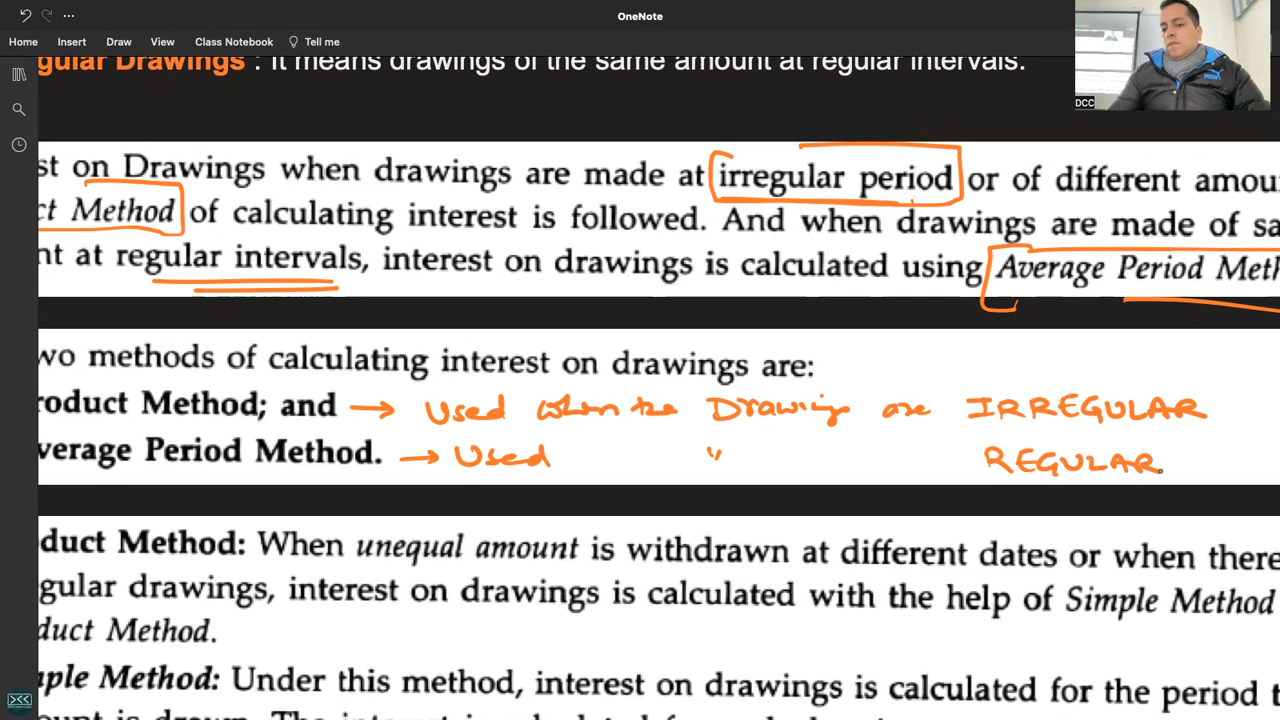 OneNote
Home Insert Draw View Class Notebook Tell me
gular Drawings : It means drawings of the same amount at regular intervals.
DCC
st on Drawings when drawings are made at irregular period or of different amou
ct Method of calculating interest is followed. And when drawings are made of sa
nt at regular intervals, interest on drawings is calculated using Average Period Meth
wo methods of calculating interest on drawings are:
roduct Method; and → Used when the Drawings are IRREGULAR
verage Period Method. → Used " REGULAR.
duct Method: When unequal amount is withdrawn at different dates or when there
gular drawings, interest on drawings is calculated with the help of Simple Method
duct Method.
ple Method: Under this method, interest on drawings is calculated for the period t